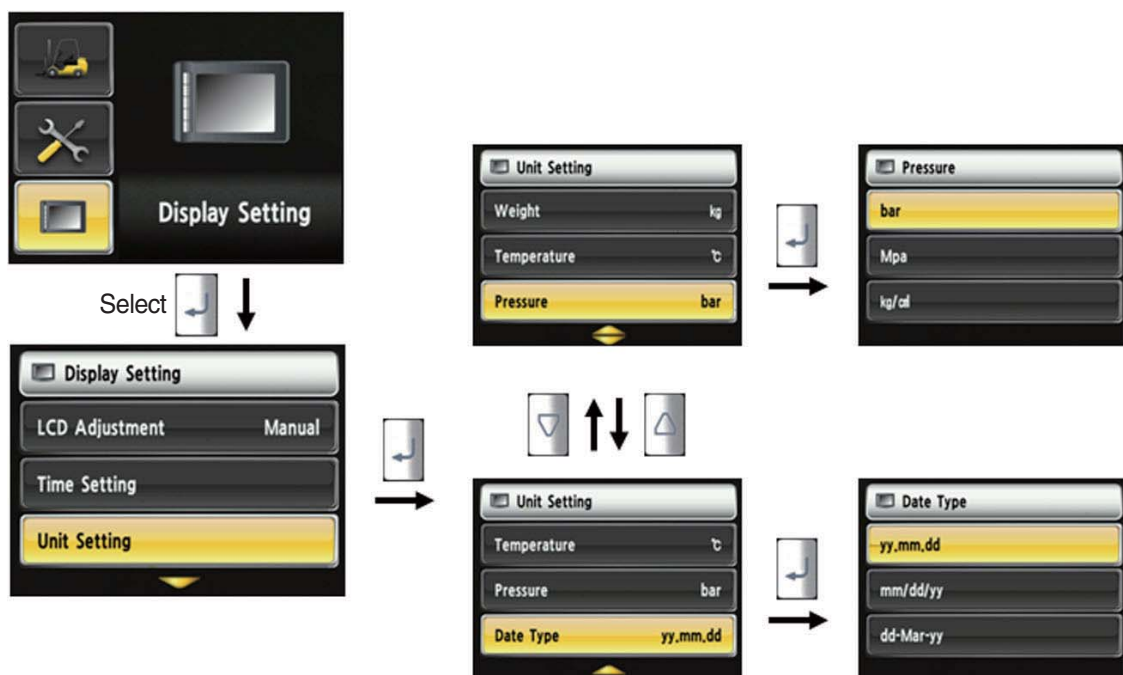 Display Setting
Select
Display Setting
LCD Adjustment Manual
Time Setting
Unit Setting
Unit Setting
Weight kg
Temperature ℃
Pressure bar
Pressure
bar
Mpa
kg/㎠
Unit Setting
Temperature ℃
Pressure bar
Date Type yy.mm.dd
Date Type
yy.mm.dd
mm/dd/yy
dd-Mar-yy